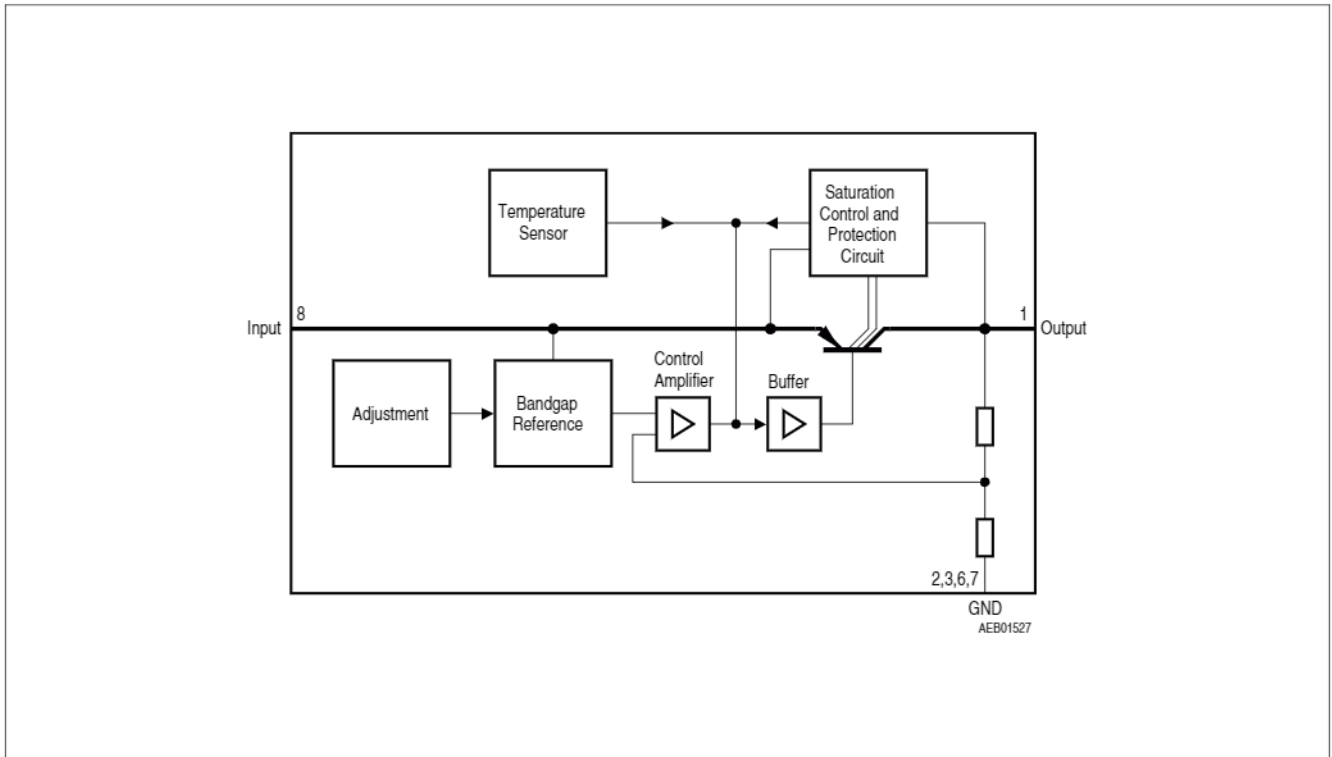 Temperature
Sensor
Saturation
Control and
Protection
Circuit
8
1
Input
Output
Control
Amplifier
Buffer
Adjustment
Bandgap
Reference
2,3,6,7
GND
AEB01527